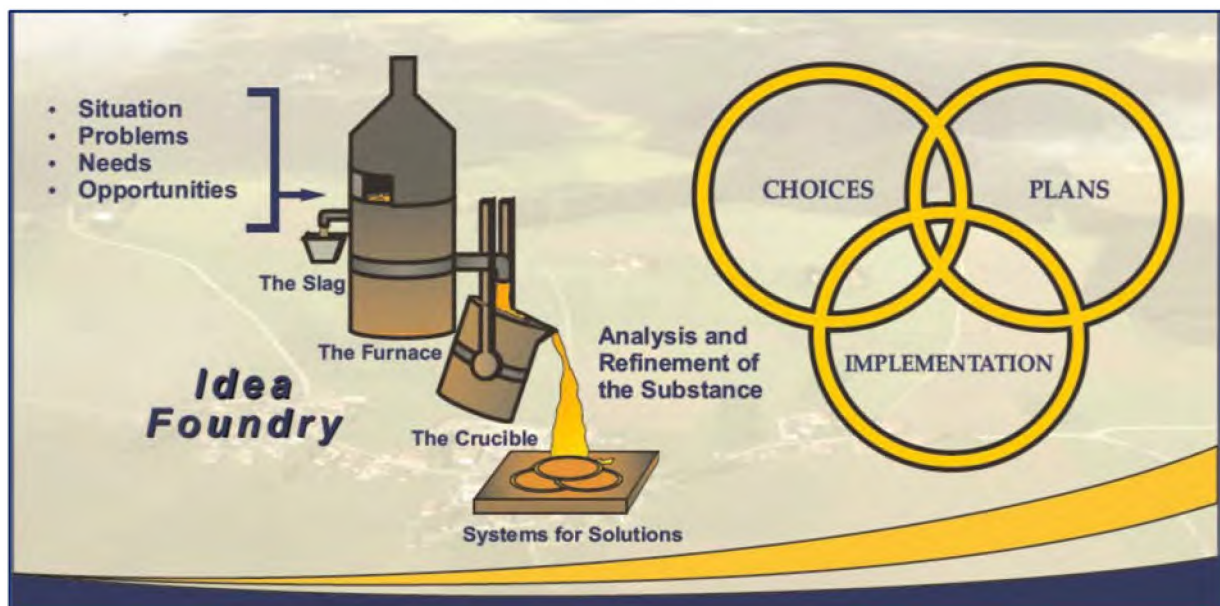 • Situation
• Problems
• Needs
• Opportunities
The Slag
The Furnace
Idea
Foundry
The Crucible
Analysis and
Refinement of
the Substance
Systems for Solutions
CHOICES
PLANS
IMPLEMENTATION